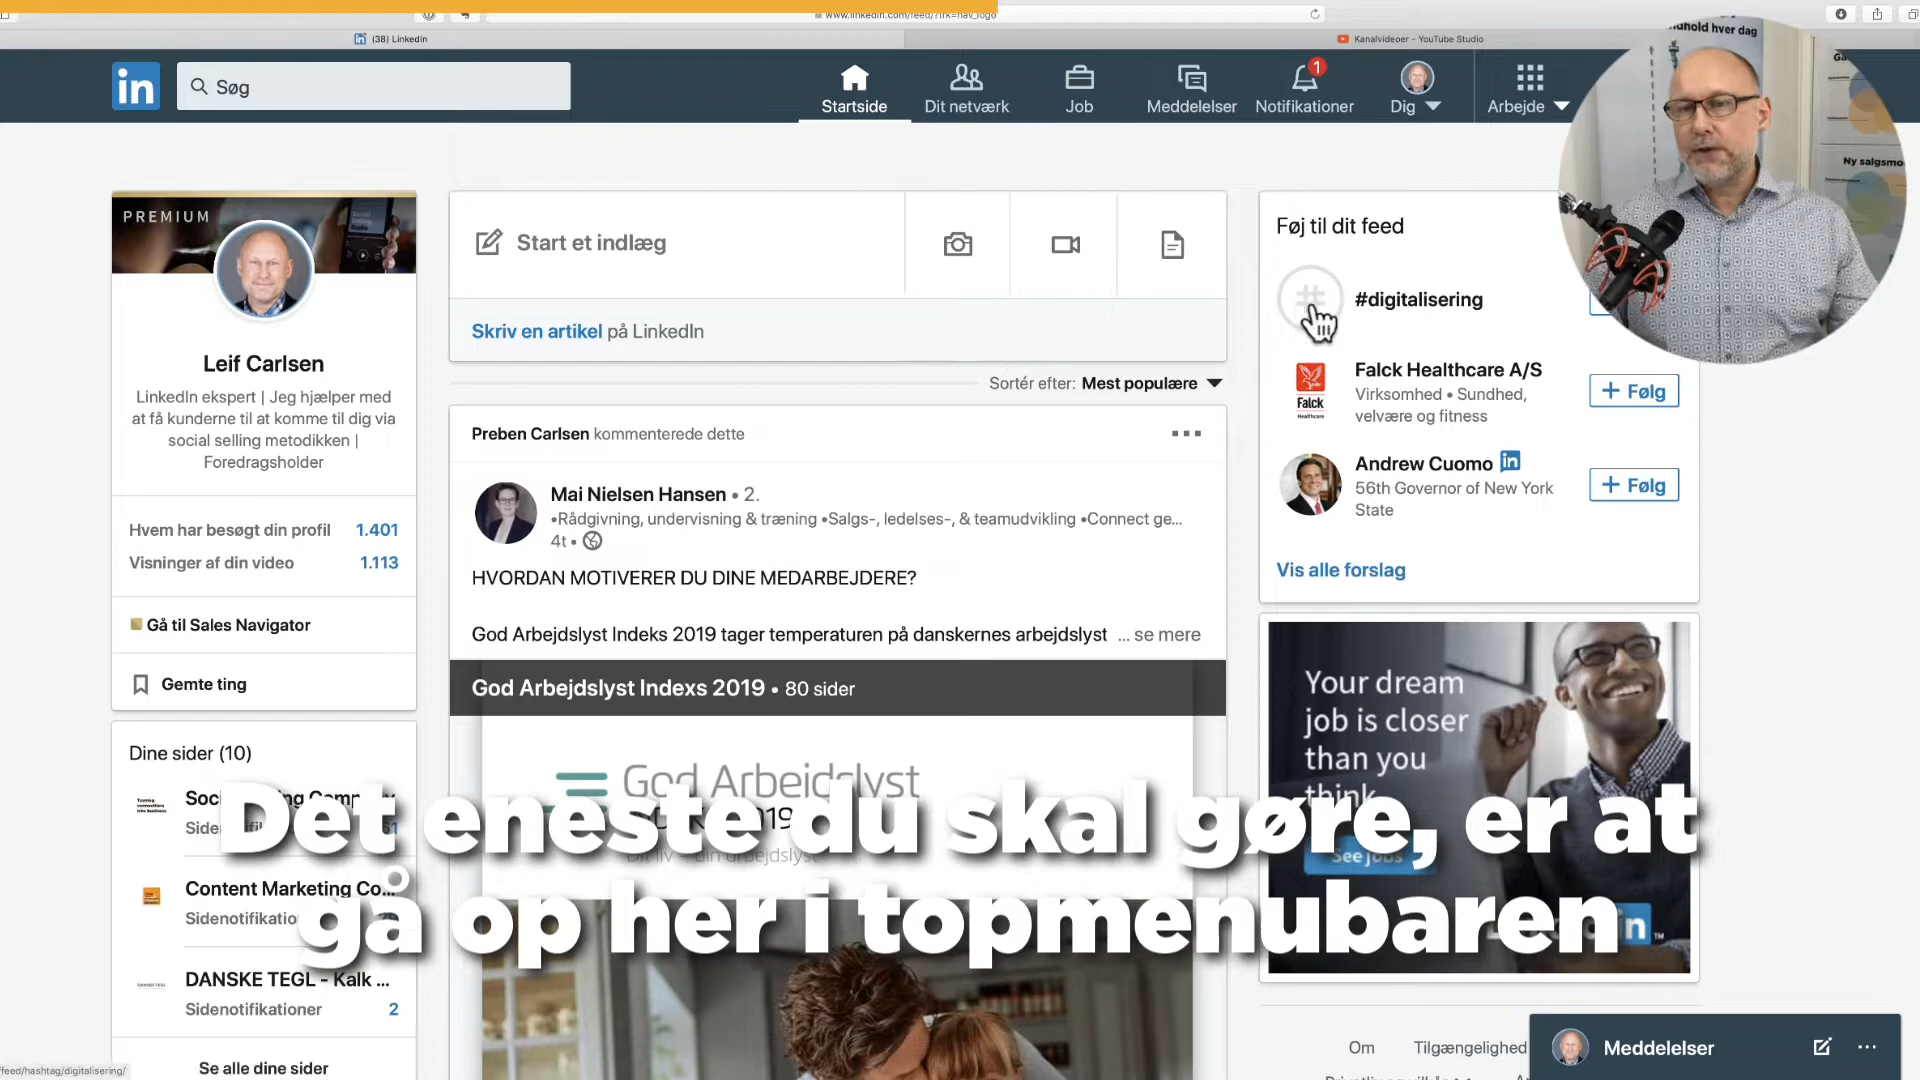 www.linkedin.com/feed/?trk=nav_logo
(38) LinkedIn
Kanalvideoer - YouTube Studio
in
Søg
Startside
Dit netværk
Job
Meddelelser
1
Notifikationer
Dig
Arbejde
hver dag
Ny salgsmo
PREMIUM
Leif Carlsen
LinkedIn ekspert | Jeg hjælper med
at få kunderne til at komme til dig via
social selling metodikken |
Foredragsholder
Hvem har besøgt din profil 1.401
Visninger af din video 1.113
Gå til Sales Navigator
Gemte ting
Dine sider (10)
Content Marketing Co...
DANSKE TEGL - Kalk ...
Sidenotifikationer 2
Se alle dine sider
Start et indlæg
Skriv en artikel på LinkedIn
Sortér efter: Mest populære
Preben Carlsen kommenterede dette
Mai Nielsen Hansen • 2.
•Rådgivning, undervisning & træning •Salgs-, ledelses-, & teamudvikling •Connect ge...
4t •
HVORDAN MOTIVERER DU DINE MEDARBEJDERE?
God Arbejdslyst Indeks 2019 tager temperaturen på danskernes arbejdslyst ... se mere
God Arbejdslyst Indexs 2019 • 80 sider
God Arbejdslyst
Føj til dit feed
#digitalisering
Falck
Healthcare
Falck Healthcare A/S
Virksomhed • Sundhed,
velvære og fitness
+ Følg
Andrew Cuomo in
56th Governor of New York
State
+ Følg
Vis alle forslag
Your dream
job is closer
than you
think
See jobs
Det eneste du skal gøre, er at
gå op her i topmenubaren
Om Tilgængelighed
Meddelelser
feed/hashtag/digitalisering/